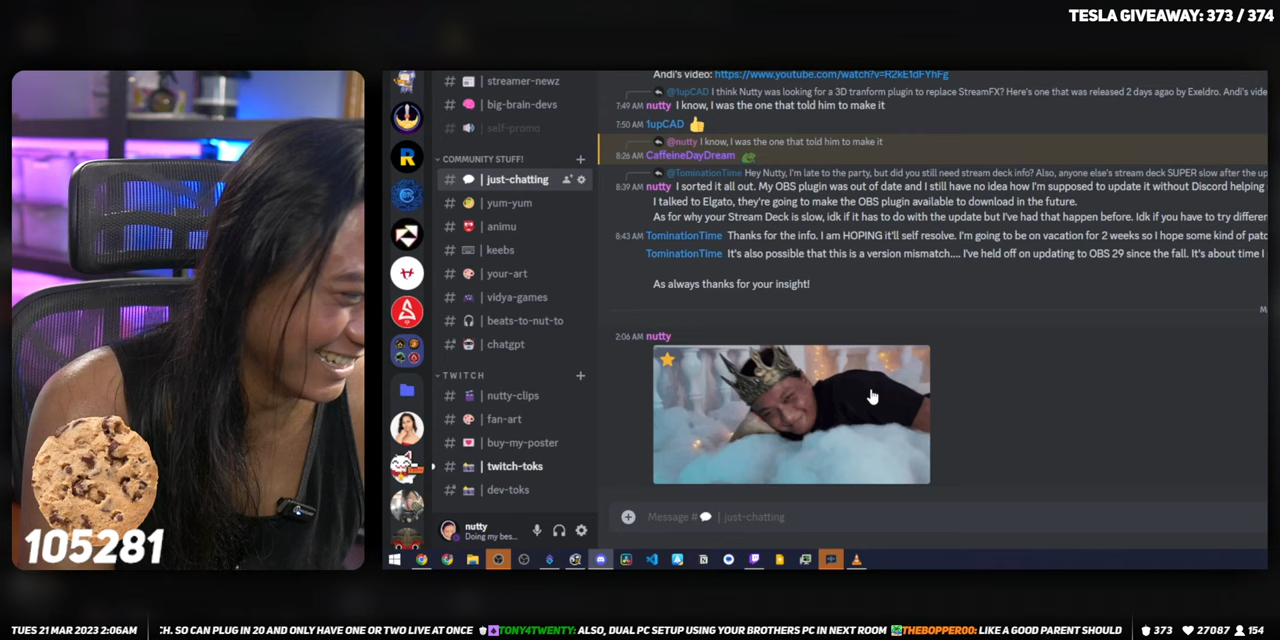 TESLA GIVEAWAY: 373 / 374
# | streamer-newz
# | big-brain-devs
# | self-promo
COMMUNITY STUFF! +
# | just-chatting
# | yum-yum
# | animu
# | keebs
# | your-art
# | vidya-games
# | beats-to-nut-to
# | chatgpt
TWITCH +
# | nutty-clips
# | fan-art
# | buy-my-poster
# | twitch-toks
# | dev-toks
nutty
Doing my bes...
Andi's video: https://www.youtube.com/watch?v=R2kE1dFYhFg
@1upCAD I think Nutty was looking for a 3D tranform plugin to replace StreamFX? Here's one that was released 2 days agao by Exeldro. Andi's vide
7:49 AM nutty I know, I was the one that told him to make it
7:50 AM 1upCAD
@nutty I know, I was the one that told him to make it
8:26 AM CaffeineDayDream
@TominationTime Hey Nutty, I'm late to the party, but did you still need stream deck info? Also, anyone else's stream deck SUPER slow after the up
8:39 AM nutty I sorted it all out. My OBS plugin was out of date and I still have no idea how I'm supposed to update it without Discord helping
I talked to Elgato, they're going to make the OBS plugin available to download in the future.
As for why your Stream Deck is slow, idk if it has to do with the update but I've had that happen before. Idk if you have to try differen
8:43 AM TominationTime Thanks for the info. I am HOPING it'll self resolve. I'm going to be on vacation for 2 weeks so I hope some kind of patc
TominationTime It's also possible that this is a version mismatch.... I've held off on updating to OBS 29 since the fall. It's about time I
As always thanks for your insight!
M
2:06 AM nutty
Message # | just-chatting
105281
TUES 21 MAR 2023 2:06AM
CH. SO CAN PLUG IN 20 AND ONLY HAVE ONE OR TWO LIVE AT ONCE TONY4TWENTY: ALSO, DUAL PC SETUP USING YOUR BROTHERS PC IN NEXT ROOM THEBOPPER00: LIKE A GOOD PARENT SHOULD
373 27087 154